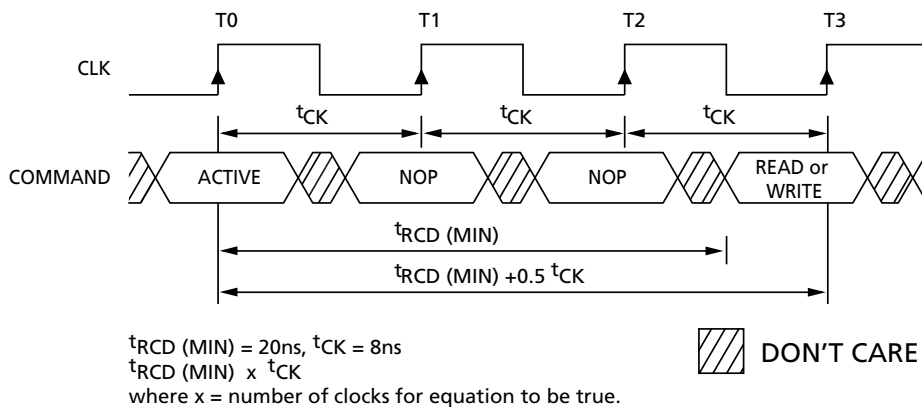 T0 T1 T2 T3
CLK
tCK tCK tCK
COMMAND ACTIVE NOP NOP READ or
WRITE
tRCD (MIN)
tRCD (MIN) +0.5 tCK
tRCD (MIN) = 20ns, tCK = 8ns
tRCD (MIN) x tCK
where x = number of clocks for equation to be true.
DON'T CARE